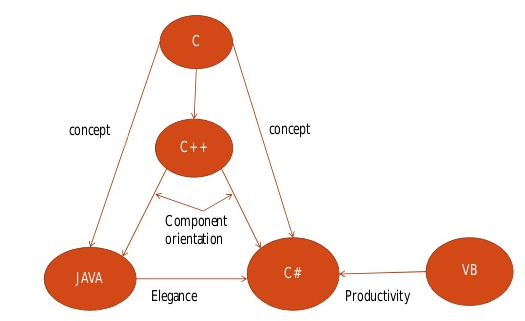 C
concept
concept
C++
Component
orientation
JAVA
C#
VB
Elegance
Productivity